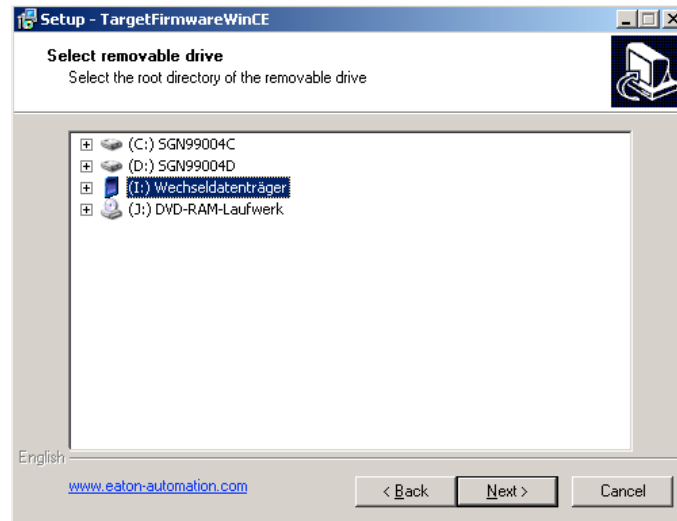 Setup - TargetFirmwareWinCE
Select removable drive
Select the root directory of the removable drive
(C:) SGN99004C
(D:) SGN99004D
(I:) Wechseldatenträger
(J:) DVD-RAM-Laufwerk
English
www.eaton-automation.com
< Back
Next >
Cancel